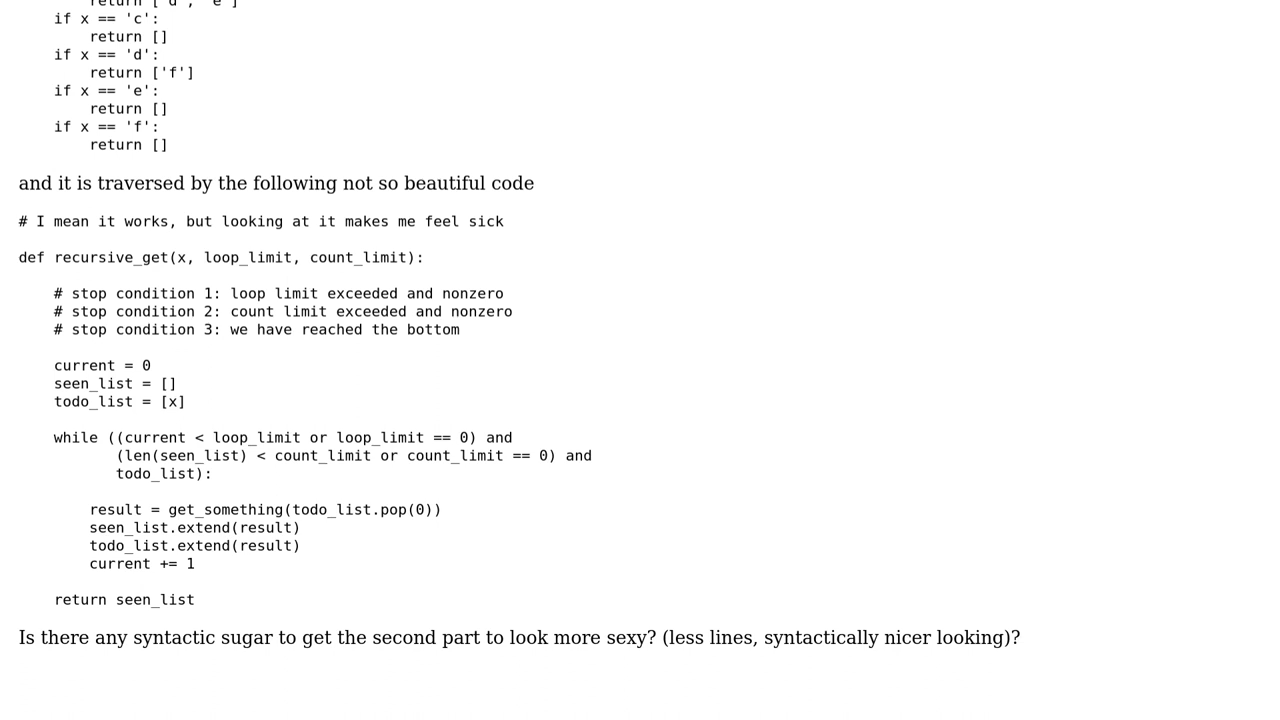 return ['d', 'e']
    if x == 'c':
        return []
    if x == 'd':
        return ['f']
    if x == 'e':
        return []
    if x == 'f':
        return []
and it is traversed by the following not so beautiful code
# I mean it works, but looking at it makes me feel sick
def recursive_get(x, loop_limit, count_limit):
    # stop condition 1: loop limit exceeded and nonzero
    # stop condition 2: count limit exceeded and nonzero
    # stop condition 3: we have reached the bottom
    current = 0
    seen_list = []
    todo_list = [x]
    while ((current < loop_limit or loop_limit == 0) and
           (len(seen_list) < count_limit or count_limit == 0) and
           todo_list):
        result = get_something(todo_list.pop(0))
        seen_list.extend(result)
        todo_list.extend(result)
        current += 1
    return seen_list
Is there any syntactic sugar to get the second part to look more sexy? (less lines, syntactically nicer looking)?